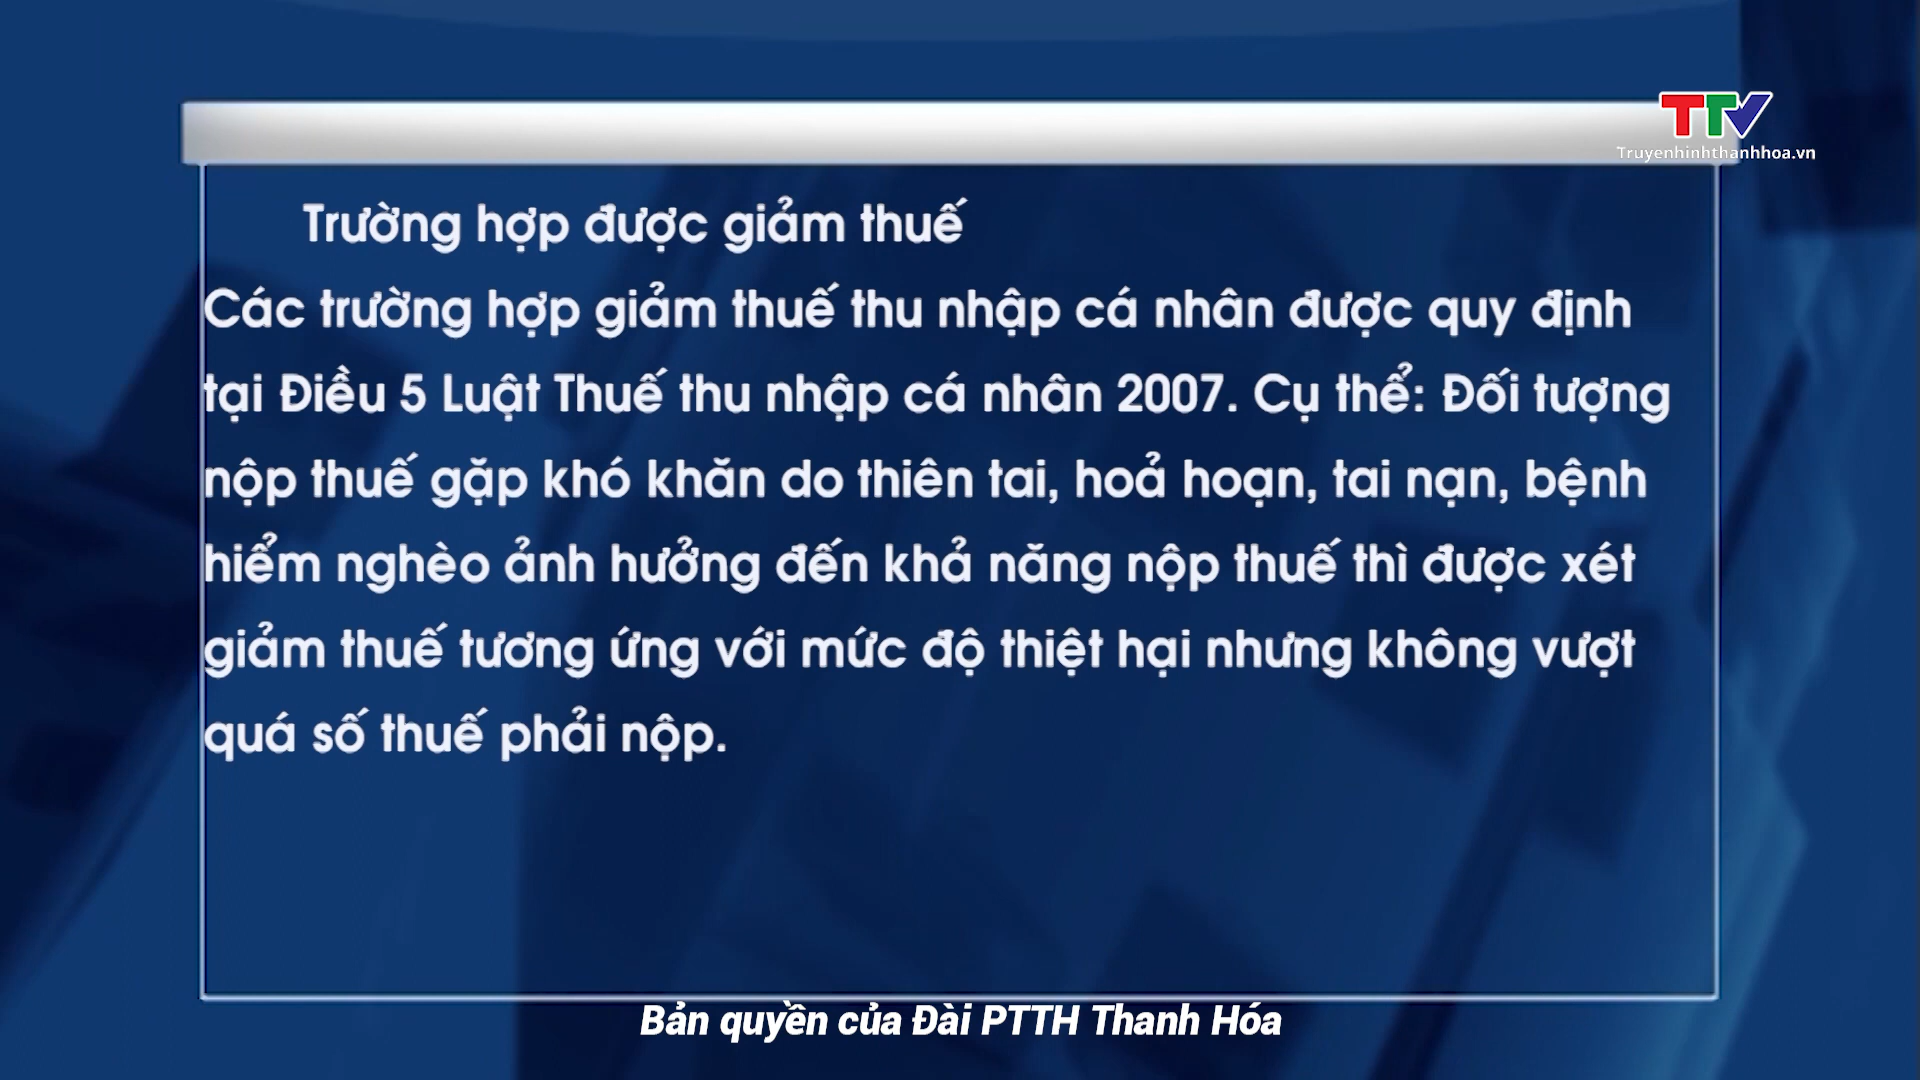 TTV
Truyenhinhthanhhoa.vn
Trường hợp được giảm thuế
Các trường hợp giảm thuế thu nhập cá nhân được quy định
tại Điều 5 Luật Thuế thu nhập cá nhân 2007. Cụ thể: Đối tượng
nộp thuế gặp khó khăn do thiên tai, hoả hoạn, tai nạn, bệnh
hiểm nghèo ảnh hưởng đến khả năng nộp thuế thì được xét
giảm thuế tương ứng với mức độ thiệt hại nhưng không vượt
quá số thuế phải nộp.
Bản quyền của Đài PTTH Thanh Hóa